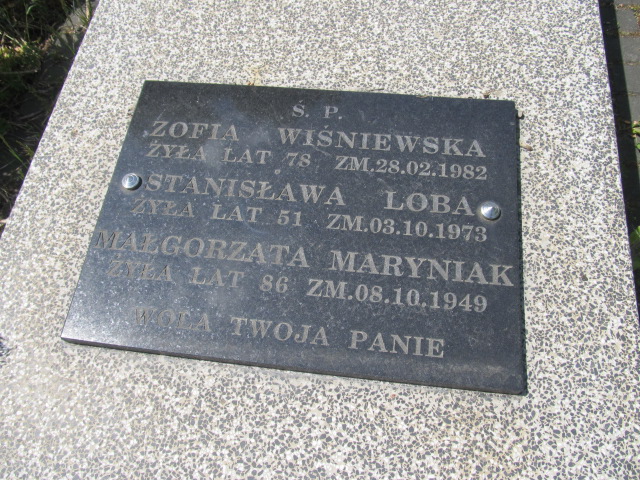 Ś. P.
ZOFIA WIŚNIEWSKA
ŻYŁA LAT 78 ZM.28.02.1982
STANISŁAWA LOBA
ŻYŁA LAT 51 ZM.03.10.1973
MAŁGORZATA MARYNIAK
ŻYŁA LAT 86 ZM.08.10.1949
WOLA TWOJA PANIE